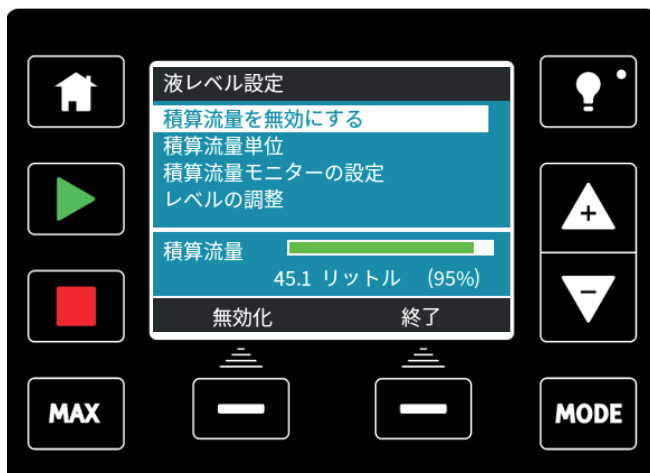 液レベル設定
積算流量を無効にする
積算流量単位
積算流量モニターの設定
レベルの調整
積算流量
45.1 リットル (95%)
無効化 終了
MAX
MODE